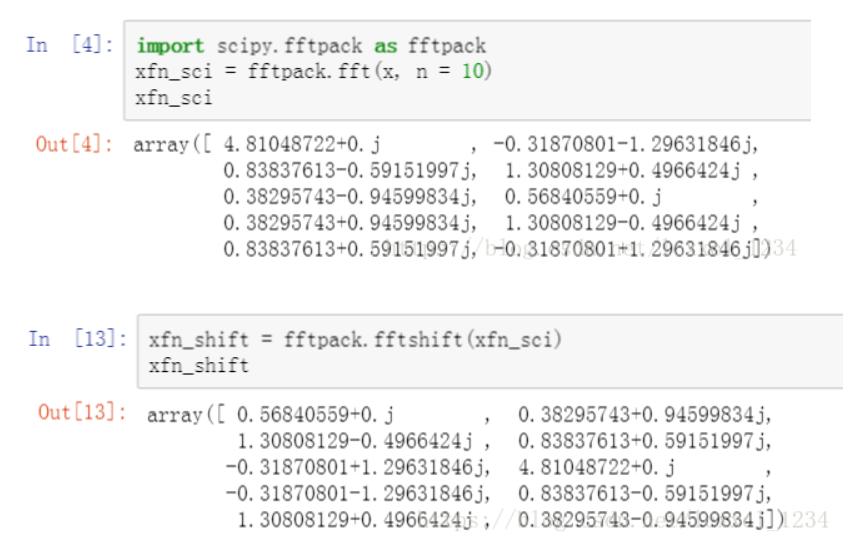 In [4]: import scipy.fftpack as fftpack
xfn_sci = fftpack.fft(x, n = 10)
xfn_sci
Out[4]: array([ 4.81048722+0.j , -0.31870801-1.29631846j,
0.83837613-0.59151997j, 1.30808129+0.4966424j ,
0.38295743-0.94599834j, 0.56840559+0.j ,
0.38295743+0.94599834j, 1.30808129-0.4966424j ,
0.83837613+0.59151997j, -0.31870801+1.29631846j])
In [13]: xfn_shift = fftpack.fftshift(xfn_sci)
xfn_shift
Out[13]: array([ 0.56840559+0.j , 0.38295743+0.94599834j,
1.30808129-0.4966424j , 0.83837613+0.59151997j,
-0.31870801+1.29631846j, 4.81048722+0.j ,
-0.31870801-1.29631846j, 0.83837613-0.59151997j,
1.30808129+0.4966424j , 0.38295743-0.94599834j])